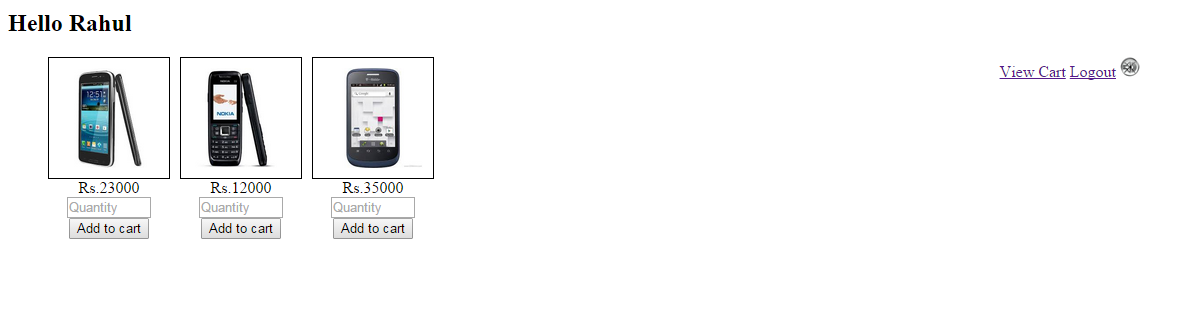 Hello Rahul
View Cart Logout
NOKIA
Rs.23000 Rs.12000 Rs.35000
Quantity Quantity Quantity
Add to cart Add to cart Add to cart